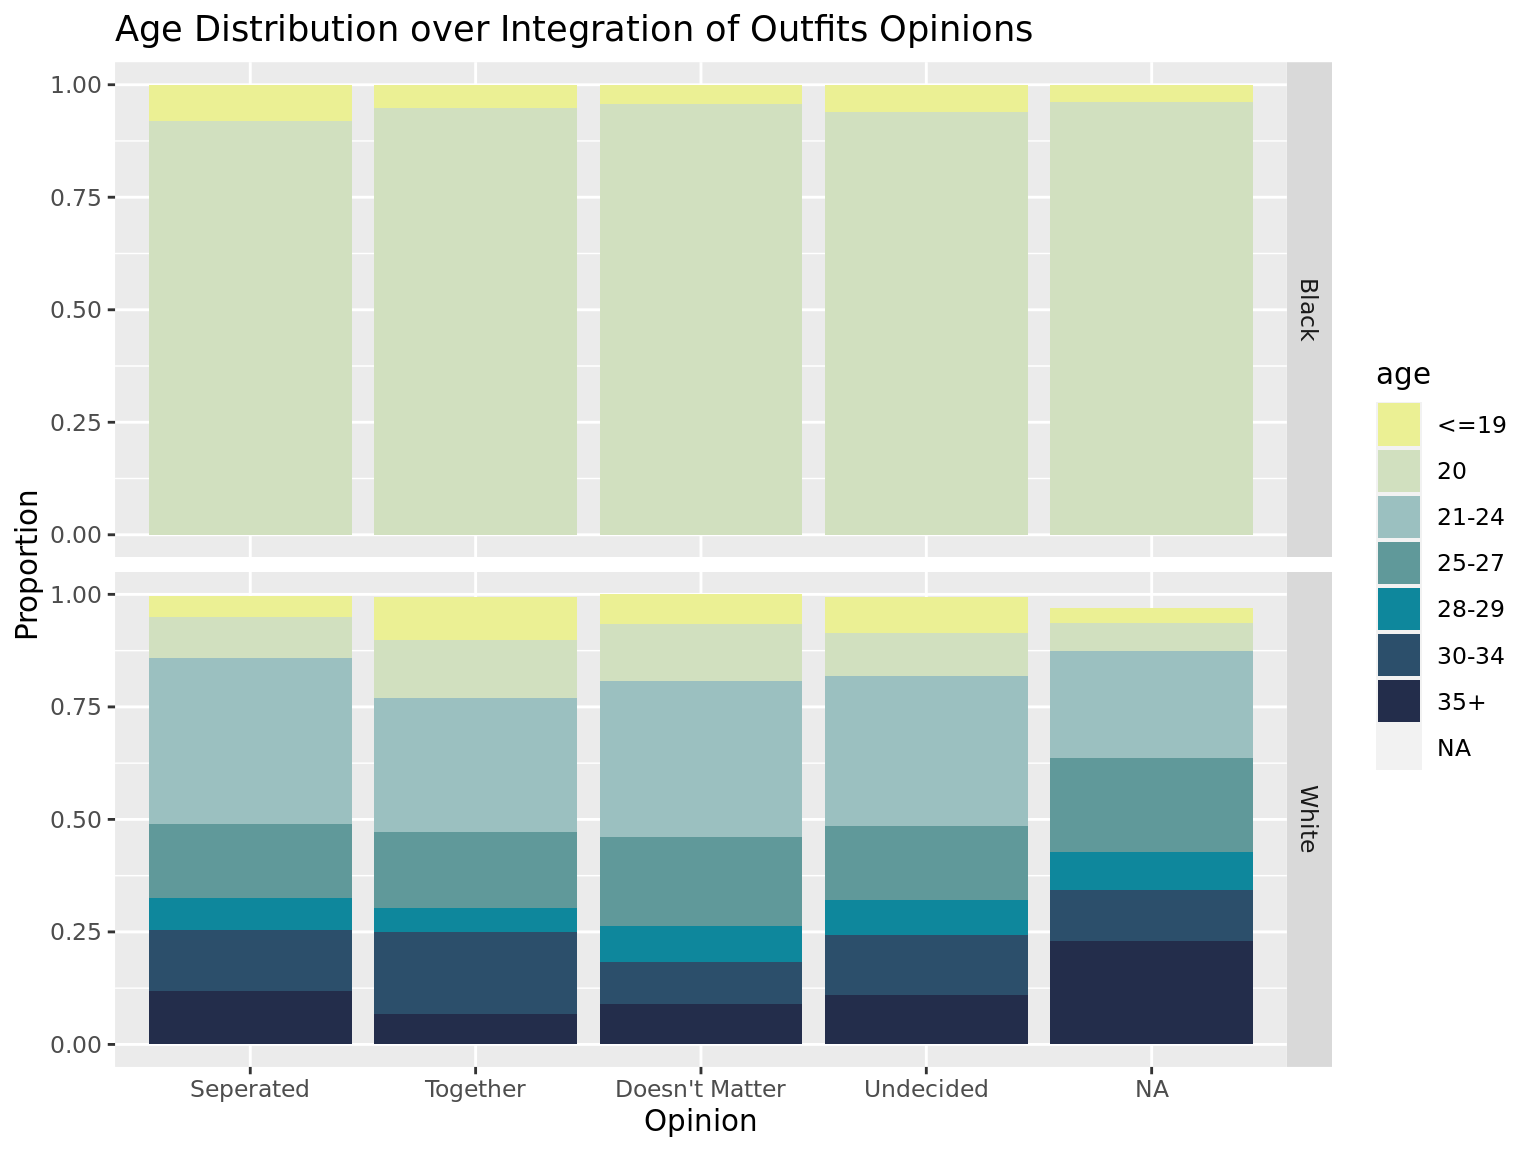 Age Distribution over Integration of Outfits Opinions
Proportion
1.00
0.75
0.50
0.25
0.00
Black
1.00
0.75
0.50
0.25
0.00
White
Seperated
Together
Doesn't Matter
Undecided
NA
Opinion
age
<=19
20
21-24
25-27
28-29
30-34
35+
NA